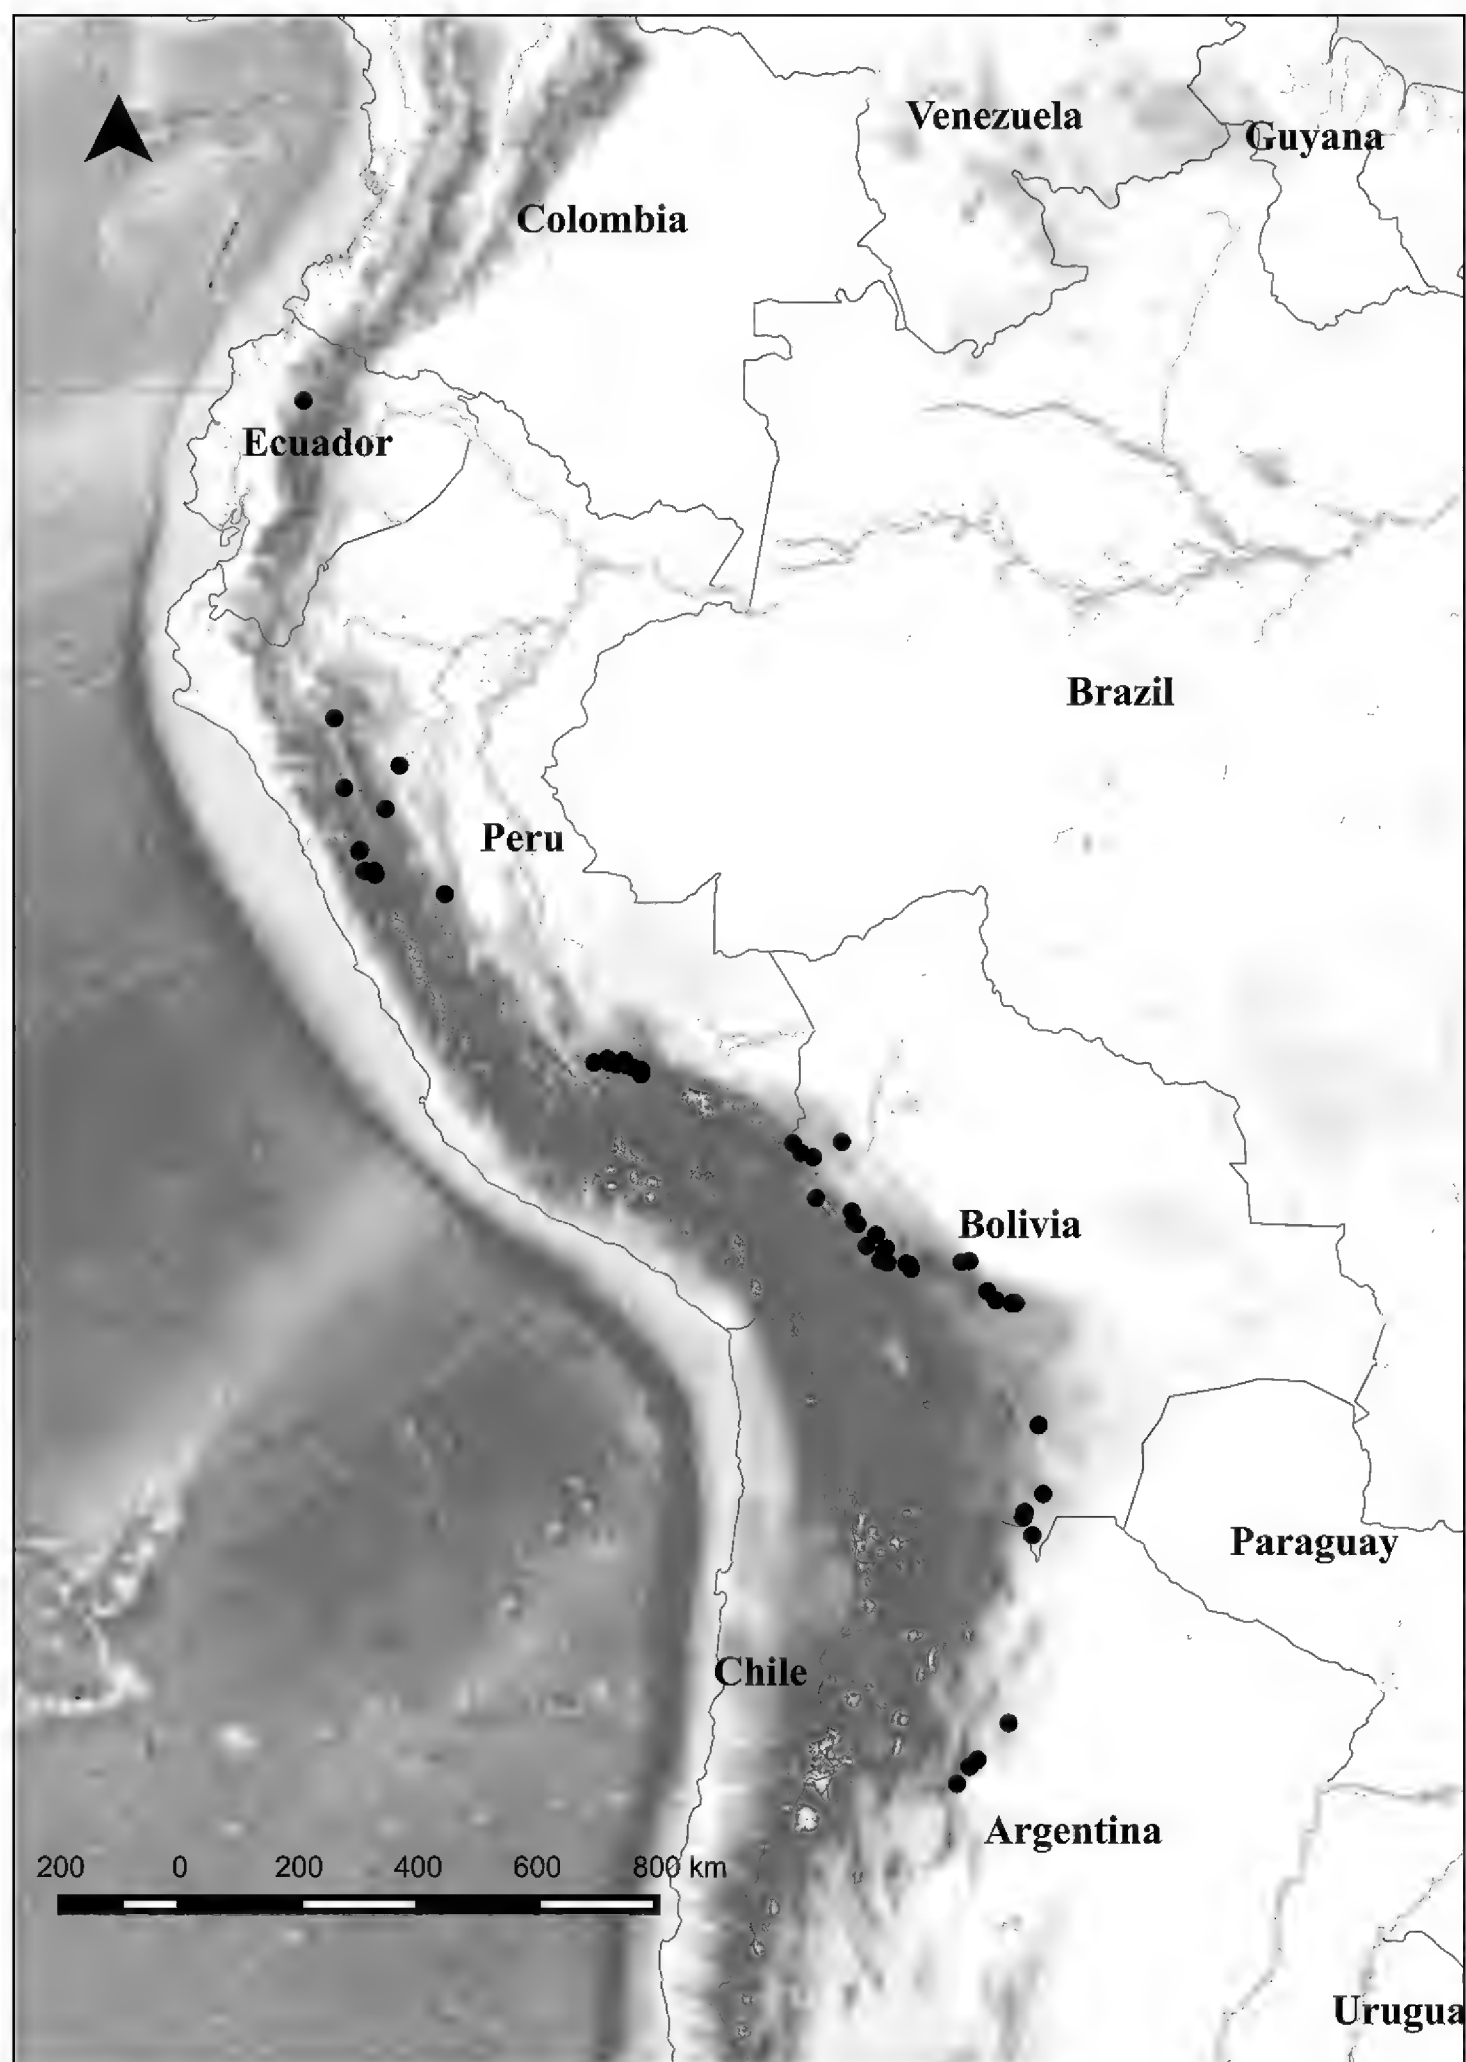 Venezuela
Guyana
Colombia
Ecuador
Brazil
Peru
Bolivia
Paraguay
Chile
Argentina
200 0 200 400 600 800 km
Urugua